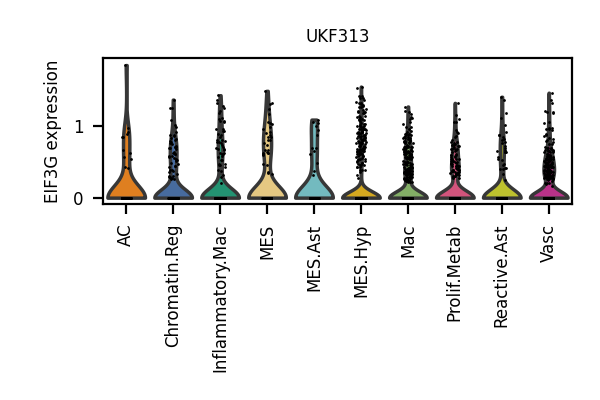 UKF313
EIF3G expression
1
0
AC
Chromatin.Reg
Inflammatory.Mac
MES
MES.Ast
MES.Hyp
Mac
Prolif.Metab
Reactive.Ast
Vasc